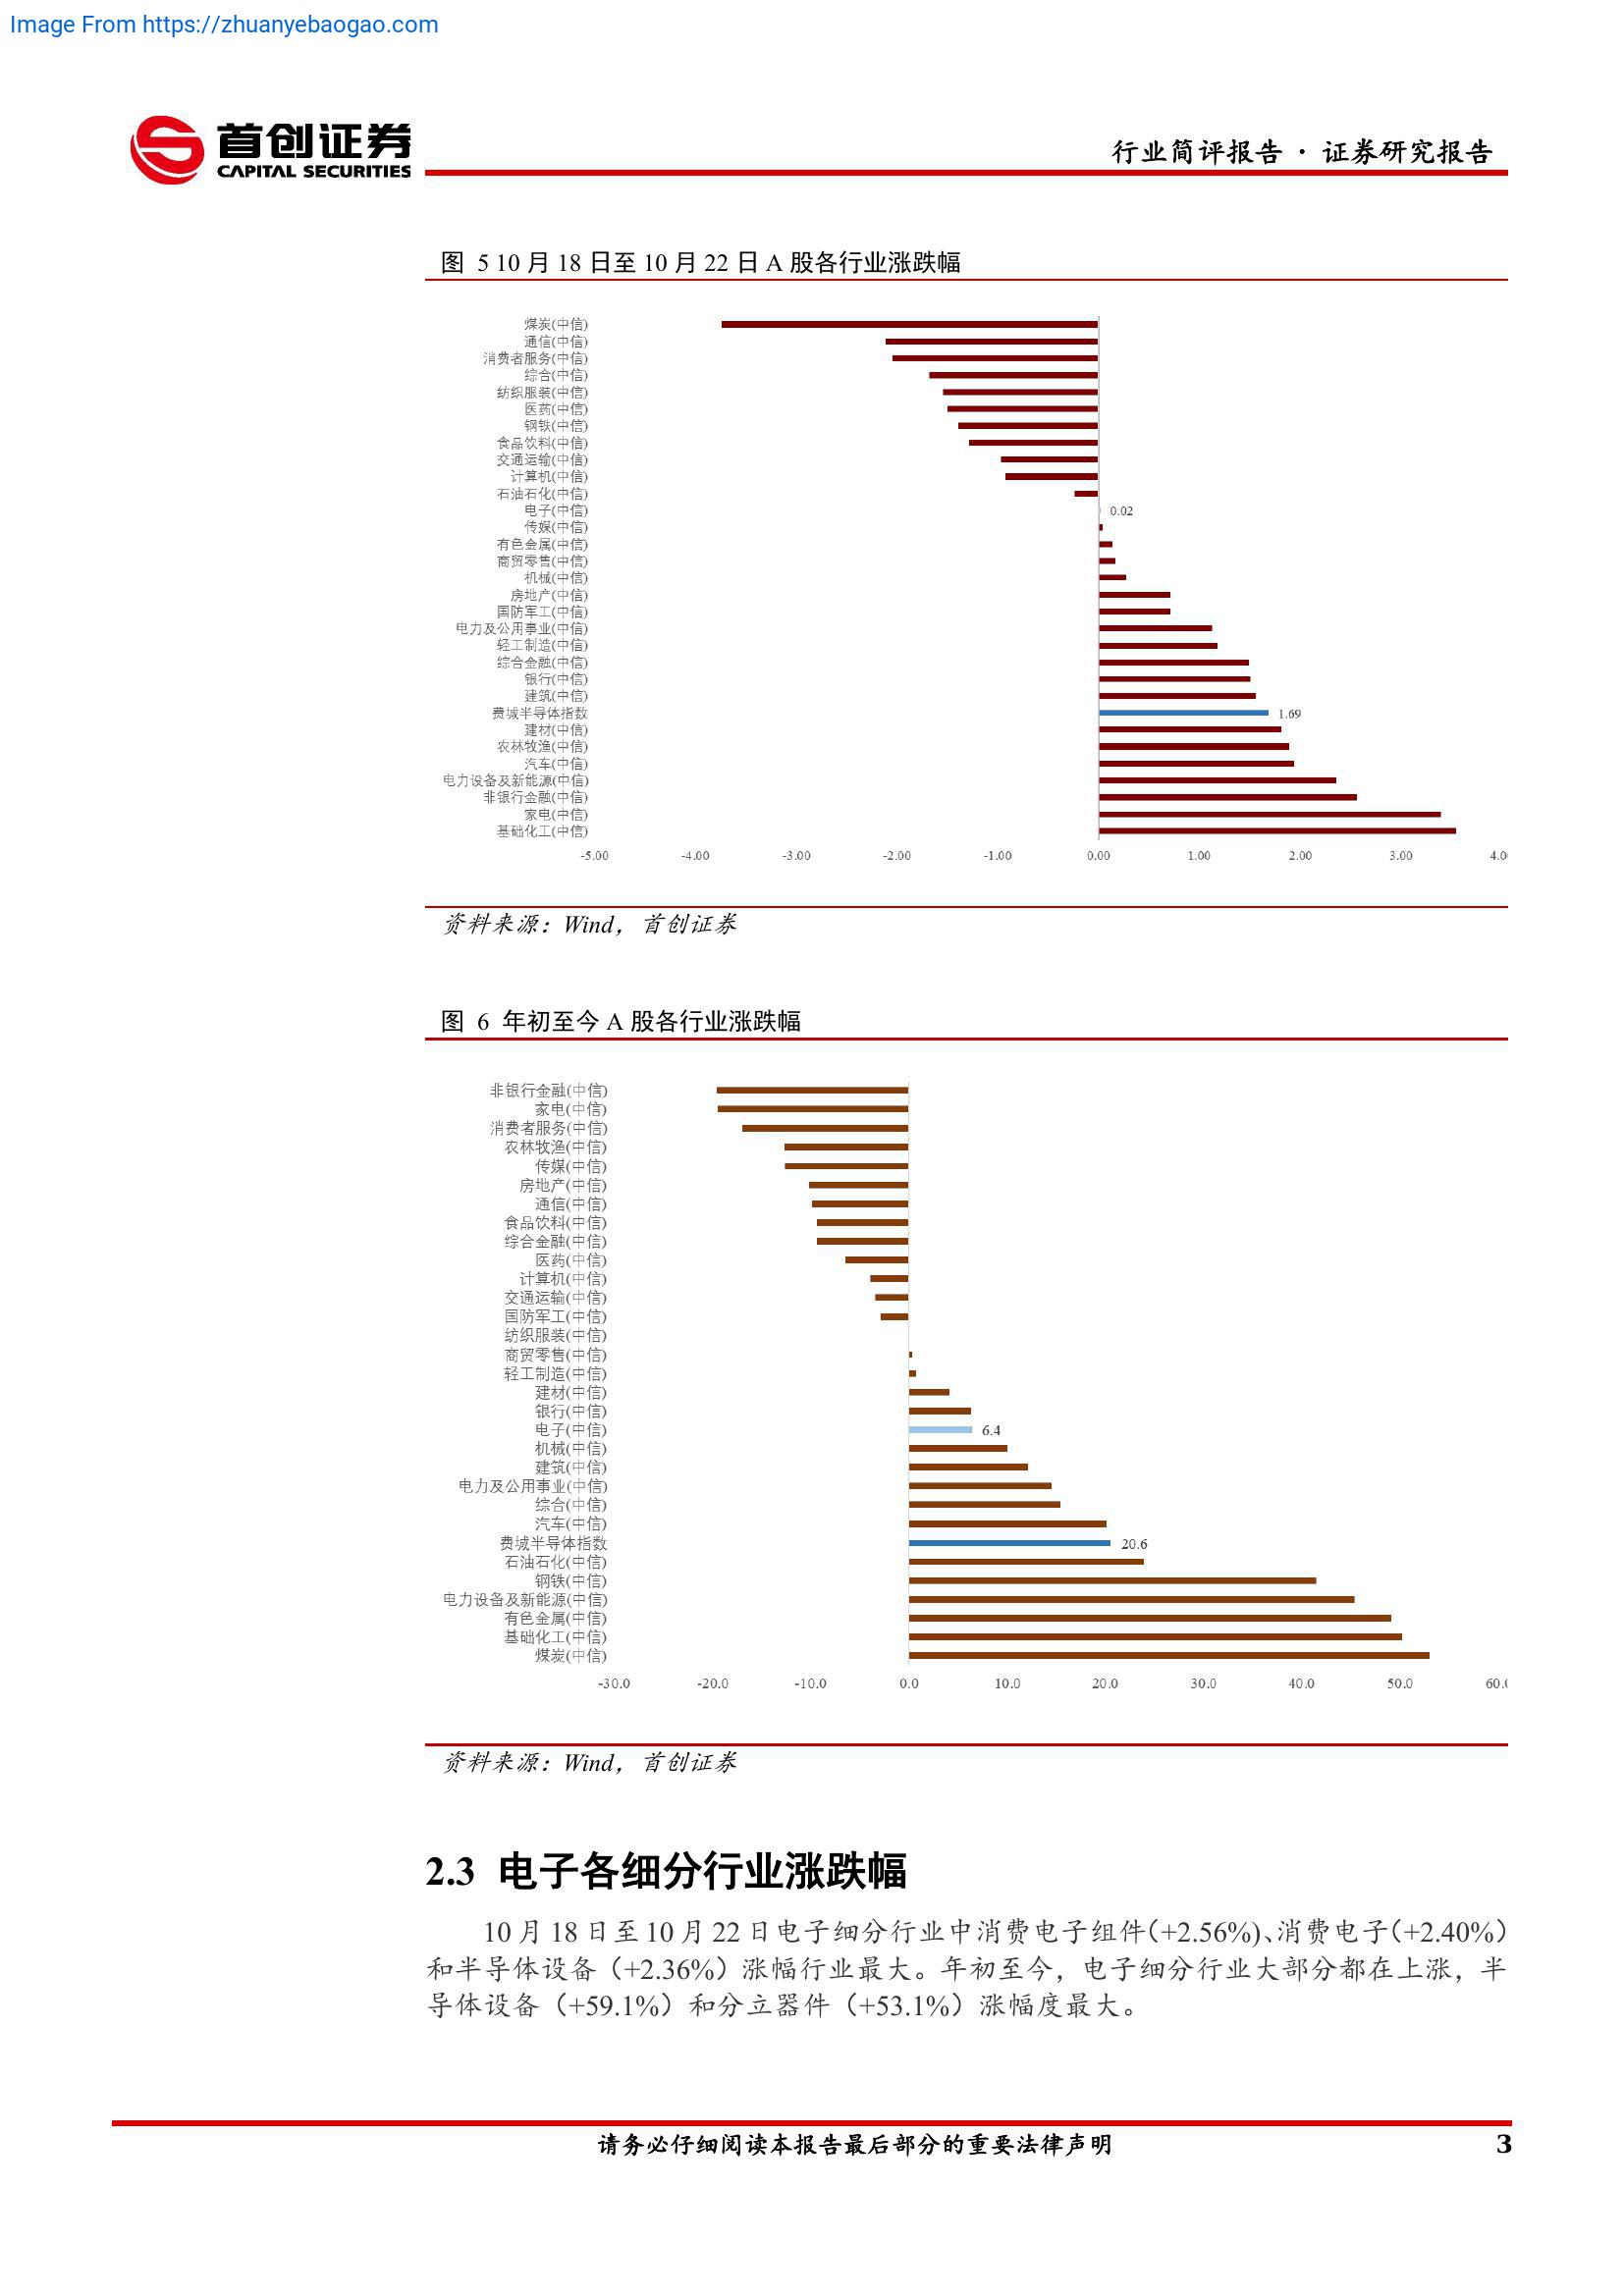 Image From https://zhuanyebaogao.com
首创证券
CAPITAL SECURITIES
行业简评报告 · 证券研究报告
图 5 10 月 18 日至 10 月 22 日 A 股各行业涨跌幅
煤炭(中信)
通信(中信)
消费者服务(中信)
综合(中信)
纺织服装(中信)
医药(中信)
钢铁(中信)
食品饮料(中信)
交通运输(中信)
计算机(中信)
石油石化(中信)
电子(中信) 0.02
传媒(中信)
有色金属(中信)
商贸零售(中信)
机械(中信)
房地产(中信)
国防军工(中信)
电力及公用事业(中信)
轻工制造(中信)
综合金融(中信)
银行(中信)
建筑(中信)
费城半导体指数 1.69
建材(中信)
农林牧渔(中信)
汽车(中信)
电力设备及新能源(中信)
非银行金融(中信)
家电(中信)
基础化工(中信)
-5.00 -4.00 -3.00 -2.00 -1.00 0.00 1.00 2.00 3.00 4.0
资料来源：Wind，首创证券
图 6 年初至今 A 股各行业涨跌幅
非银行金融(中信)
家电(中信)
消费者服务(中信)
农林牧渔(中信)
传媒(中信)
房地产(中信)
通信(中信)
食品饮料(中信)
综合金融(中信)
医药(中信)
计算机(中信)
交通运输(中信)
国防军工(中信)
纺织服装(中信)
商贸零售(中信)
轻工制造(中信)
建材(中信)
银行(中信)
电子(中信) 6.4
机械(中信)
建筑(中信)
电力及公用事业(中信)
综合(中信)
汽车(中信)
费城半导体指数 20.6
石油石化(中信)
钢铁(中信)
电力设备及新能源(中信)
有色金属(中信)
基础化工(中信)
煤炭(中信)
-30.0 -20.0 -10.0 0.0 10.0 20.0 30.0 40.0 50.0 60.
资料来源：Wind，首创证券
2.3 电子各细分行业涨跌幅
10 月 18 日至 10 月 22 日电子细分行业中消费电子组件（+2.56%)、消费电子（+2.40%）
和半导体设备（+2.36%）涨幅行业最大。年初至今，电子细分行业大部分都在上涨，半
导体设备（+59.1%）和分立器件（+53.1%）涨幅度最大。
请务必仔细阅读本报告最后部分的重要法律声明 3